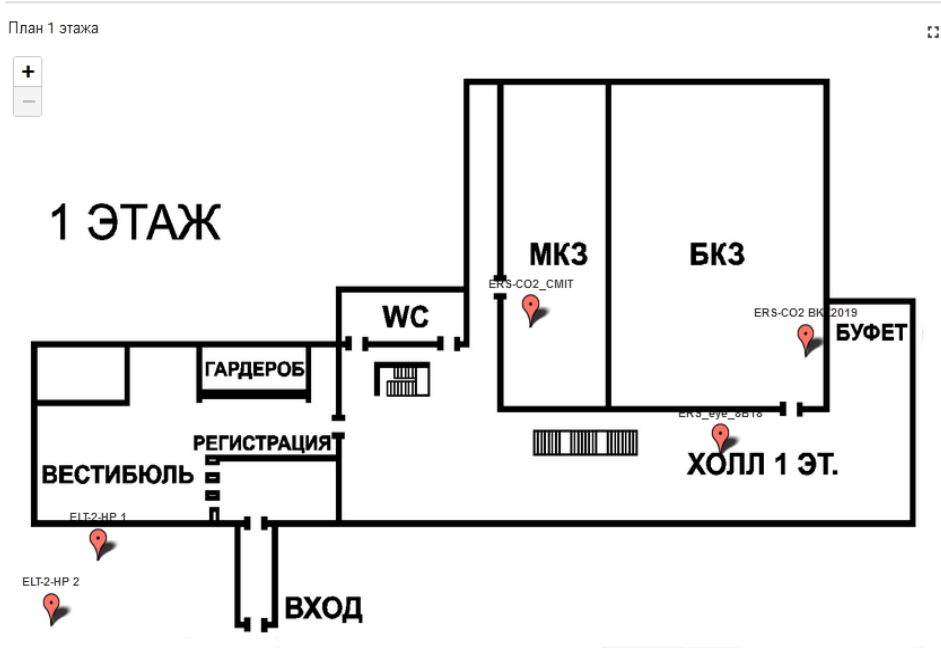 План 1 этажа
+
−
1 ЭТАЖ
МКЗ
БКЗ
ERS-CO2_CMIT
WC
ERS-CO2 BKZ2019
БУФЕТ
ГАРДЕРОБ
ERS_eye_8B18
РЕГИСТРАЦИЯ
ХОЛЛ 1 ЭТ.
ВЕСТИБЮЛЬ
ELT-2-HP 1
ELT-2-HP 2
ВХОД